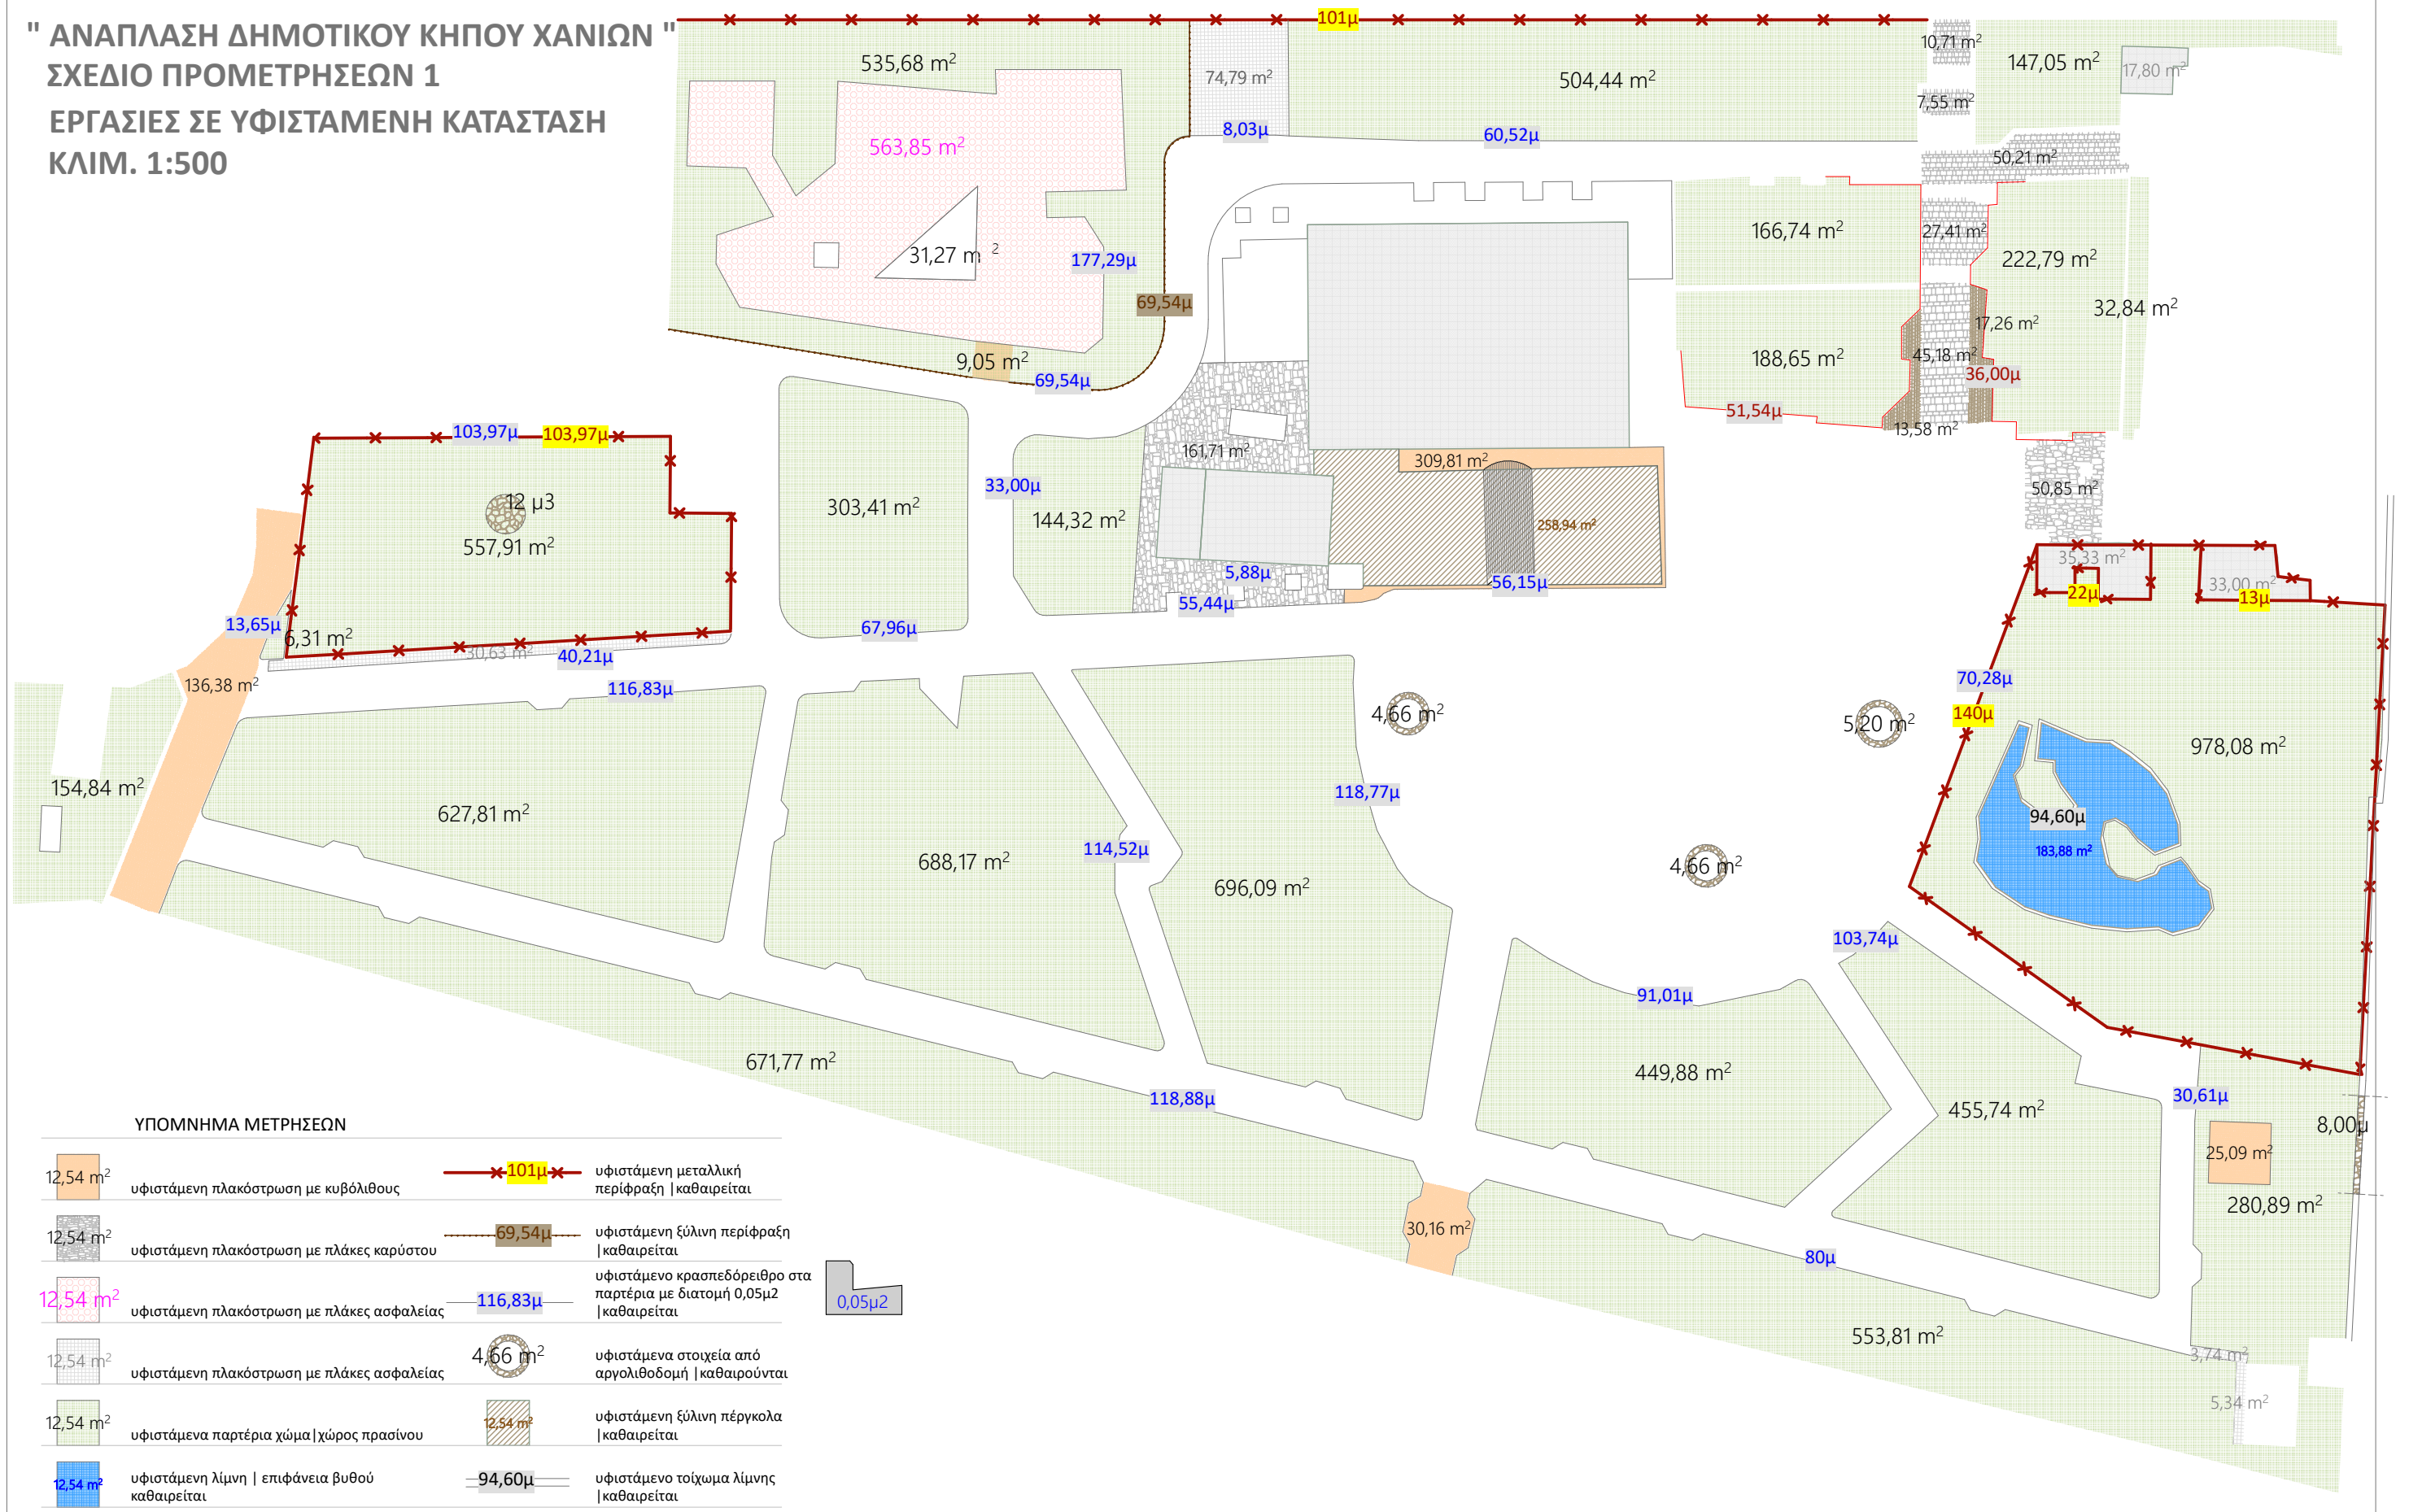 " ΑΝΑΠΛΑΣΗ ΔΗΜΟΤΙΚΟΥ ΚΗΠΟΥ ΧΑΝΙΩΝ "
ΣΧΕΔΙΟ ΠΡΟΜΕΤΡΗΣΕΩΝ 1
ΕΡΓΑΣΙΕΣ ΣΕ ΥΦΙΣΤΑΜΕΝΗ ΚΑΤΑΣΤΑΣΗ
ΚΛΙΜ. 1:500
101μ
535,68 m²
74,79 m²
504,44 m²
10,71 m²
147,05 m²
17,80 m²
7,55 m²
8,03μ
60,52μ
563,85 m²
50,21 m²
166,74 m²
27,41 m²
31,27 m ²
177,29μ
222,79 m²
69,54μ
32,84 m²
17,26 m²
188,65 m²
45,18 m²
9,05 m²
69,54μ
36,00μ
51,54μ
13,58 m²
103,97μ
103,97μ
161,71 m²
309,81 m²
33,00μ
50,85 m²
12 μ3
303,41 m²
144,32 m²
258,94 m²
557,91 m²
35,33 m²
5,88μ
56,15μ
33,00 m²
22μ
13μ
55,44μ
13,65μ
6,31 m²
67,96μ
30,63 m²
40,21μ
136,38 m²
116,83μ
70,28μ
4,66 m²
5,20 m²
140μ
978,08 m²
154,84 m²
118,77μ
627,81 m²
94,60μ
114,52μ
183,88 m²
688,17 m²
4,66 m²
696,09 m²
103,74μ
91,01μ
671,77 m²
449,88 m²
118,88μ
30,61μ
455,74 m²
8,00μ
25,09 m²
280,89 m²
30,16 m²
80μ
553,81 m²
3,74 m²
5,34 m²
ΥΠΟΜΝΗΜΑ ΜΕΤΡΗΣΕΩΝ
12,54 m²
υφιστάμενη πλακόστρωση με κυβόλιθους
101μ
υφιστάμενη μεταλλική
περίφραξη |καθαιρείται
12,54 m²
υφιστάμενη πλακόστρωση με πλάκες καρύστου
69,54μ
υφιστάμενη ξύλινη περίφραξη
|καθαιρείται
12,54 m²
υφιστάμενη πλακόστρωση με πλάκες ασφαλείας
116,83μ
υφιστάμενο κρασπεδόρειθρο στα
παρτέρια με διατομή 0,05μ2
|καθαιρείται
0,05μ2
12,54 m²
υφιστάμενη πλακόστρωση με πλάκες ασφαλείας
4,66 m²
υφιστάμενα στοιχεία από
αργολιθοδομή |καθαιρούνται
12,54 m²
υφιστάμενα παρτέρια χώμα|χώρος πρασίνου
12,54 m²
υφιστάμενη ξύλινη πέργκολα
|καθαιρείται
12,54 m²
υφιστάμενη λίμνη | επιφάνεια βυθού
καθαιρείται
94,60μ
υφιστάμενο τοίχωμα λίμνης
|καθαιρείται